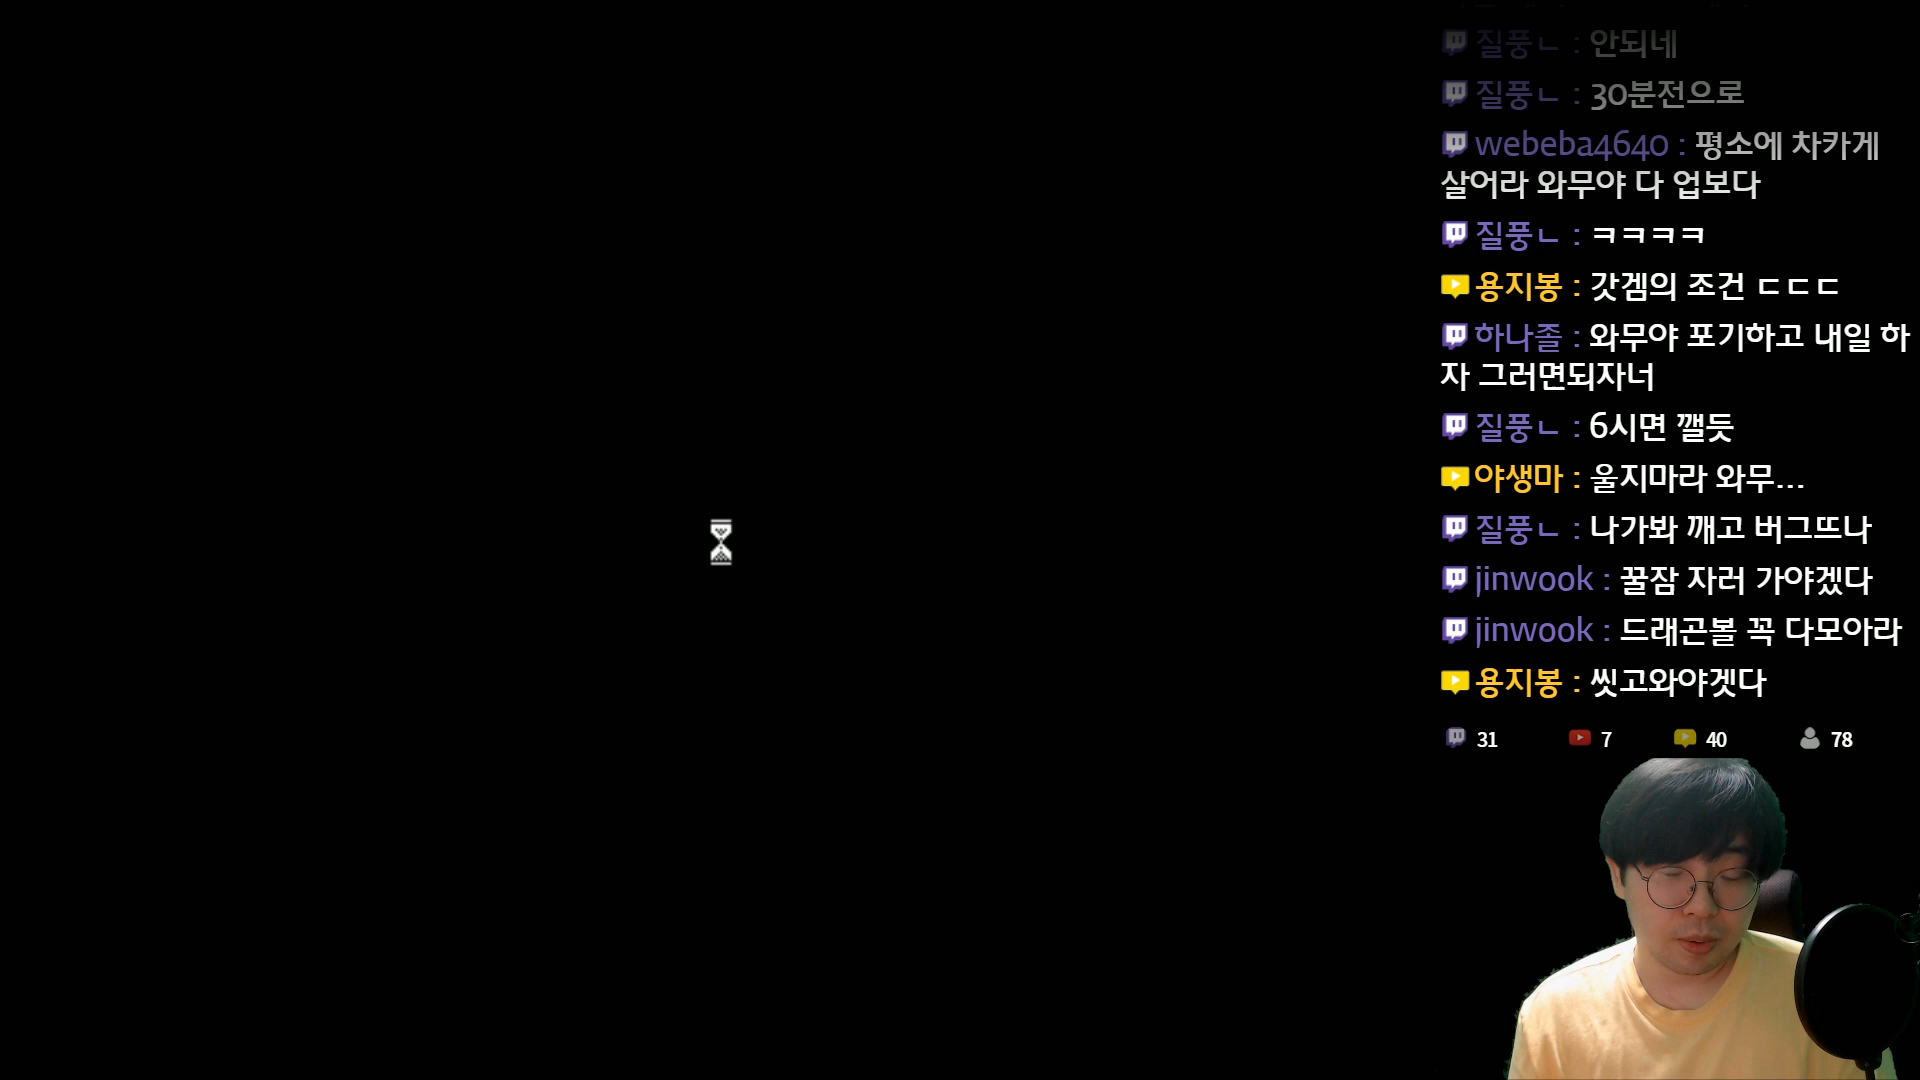 질풍ㄴ : 안되네
질풍ㄴ : 30분전으로
webeba4640 : 평소에 차카게
살어라 와무야 다 업보다
질풍ㄴ : ㅋㅋㅋㅋ
용지봉 : 갓겜의 조건 ㄷㄷㄷ
하나졸 : 와무야 포기하고 내일 하
자 그러면되자너
질풍ㄴ : 6시면 깰듯
야생마 : 울지마라 와무...
질풍ㄴ : 나가봐 깨고 버그뜨나
jinwook : 꿀잠 자러 가야겠다
jinwook : 드래곤볼 꼭 다모아라
용지봉 : 씻고와야겟다
31 7 40 78